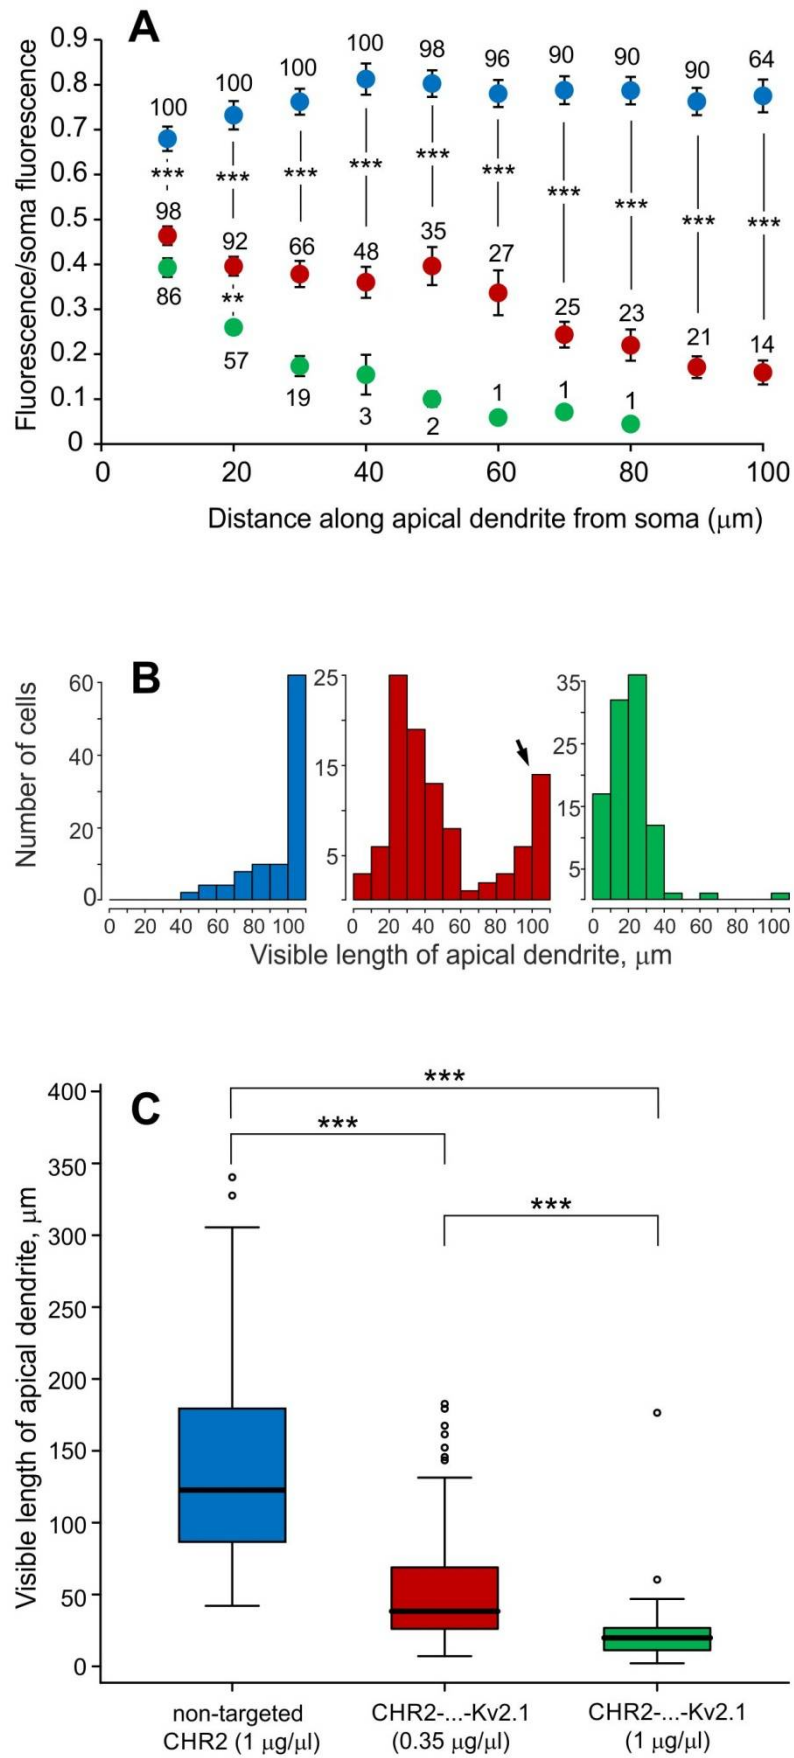 A
Fluorescence/soma fluorescence
0.9
0.8
0.7
0.6
0.5
0.4
0.3
0.2
0.1
0
100 100 100 100 98 96 90 90 90 64
*** *** *** *** *** *** *** *** *** ***
98 92 66 48 35 27 25 23 21 14
**
86 57 19 3 2 1 1 1
0 20 40 60 80 100
Distance along apical dendrite from soma (μm)
B
Number of cells
60
40
20
0
25
15
5
35
25
15
5
0 20 40 60 80 100
0 20 40 60 80 100
0 20 40 60 80 100
Visible length of apical dendrite, μm
C
Visible length of apical dendrite, μm
400
350
300
250
200
150
100
50
0
***
***
***
non-targeted
CHR2 (1 μg/μl)
CHR2-...-Kv2.1
(0.35 μg/μl)
CHR2-...-Kv2.1
(1 μg/μl)